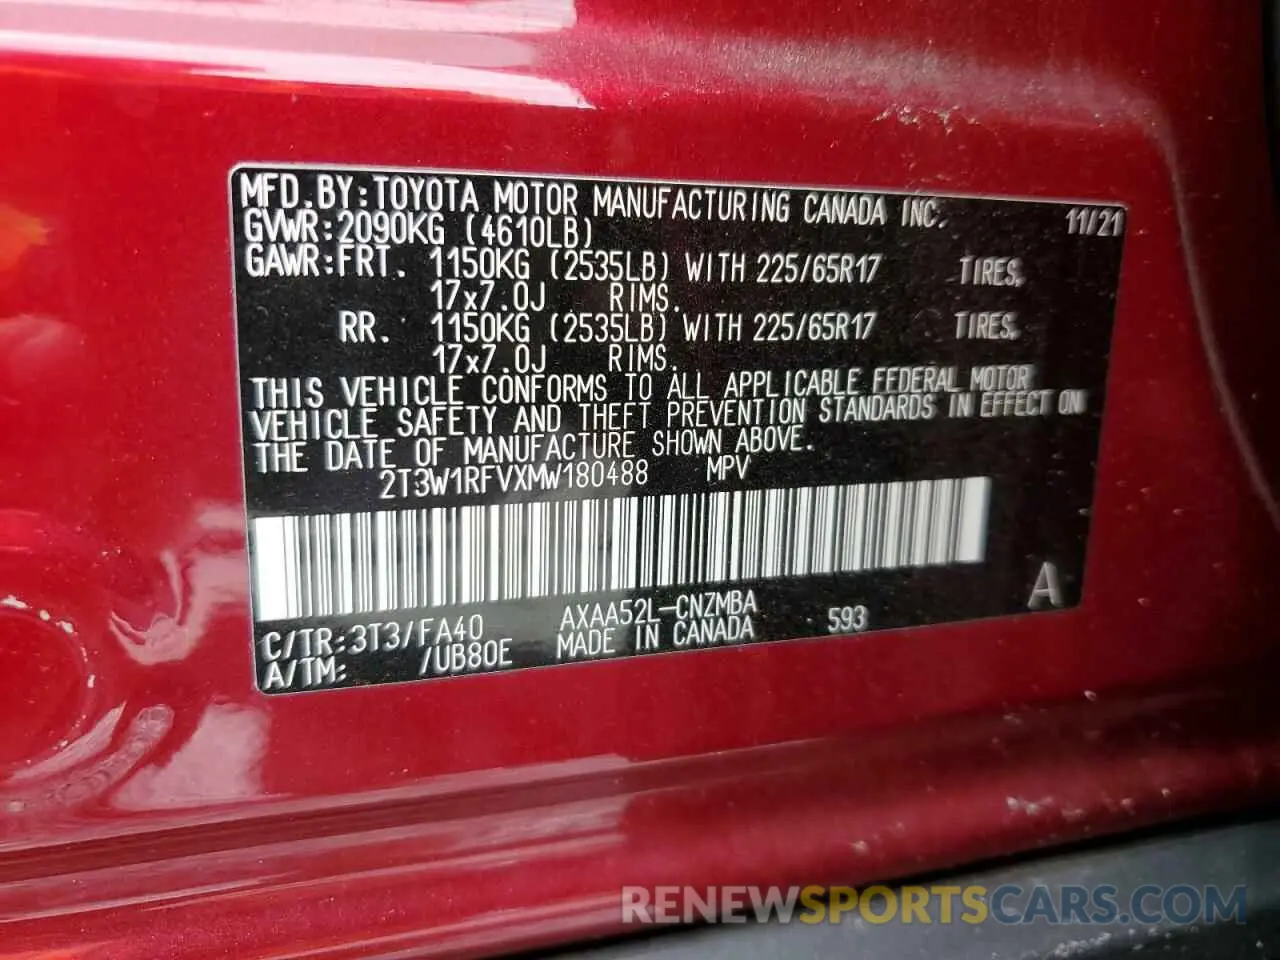 MFD.BY:TOYOTA MOTOR MANUFACTURING CANADA INC. 11/21
GVWR:2090KG (4610LB)
GAWR:FRT. 1150KG (2535LB) WITH 225/65R17 TIRES,
17x7.0J RIMS.
RR. 1150KG (2535LB) WITH 225/65R17 TIRES,
17x7.0J RIMS.
THIS VEHICLE CONFORMS TO ALL APPLICABLE FEDERAL MOTOR
VEHICLE SAFETY AND THEFT PREVENTION STANDARDS IN EFFECT ON
THE DATE OF MANUFACTURE SHOWN ABOVE.
2T3W1RFVXMW180488 MPV
A
C/TR:3T3/FA40 AXAA52L-CNZMBA 593
A/TM: /UB80E MADE IN CANADA
RENEWSPORTSCARS.COM